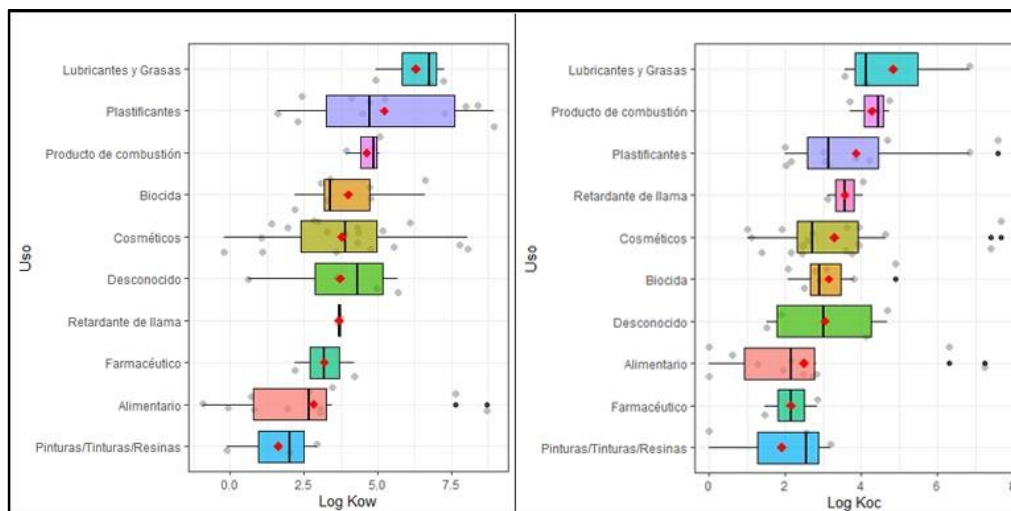 Uso
Lubricantes y Grasas
Plastificantes
Producto de combustión
Biocida
Cosméticos
Desconocido
Retardante de llama
Farmacéutico
Alimentario
Pinturas/Tinturas/Resinas
0.0 2.5 5.0 7.5
Log Kow
Uso
Lubricantes y Grasas
Producto de combustión
Plastificantes
Retardante de llama
Cosméticos
Biocida
Desconocido
Alimentario
Farmacéutico
Pinturas/Tinturas/Resinas
0 2 4 6 8
Log Koc